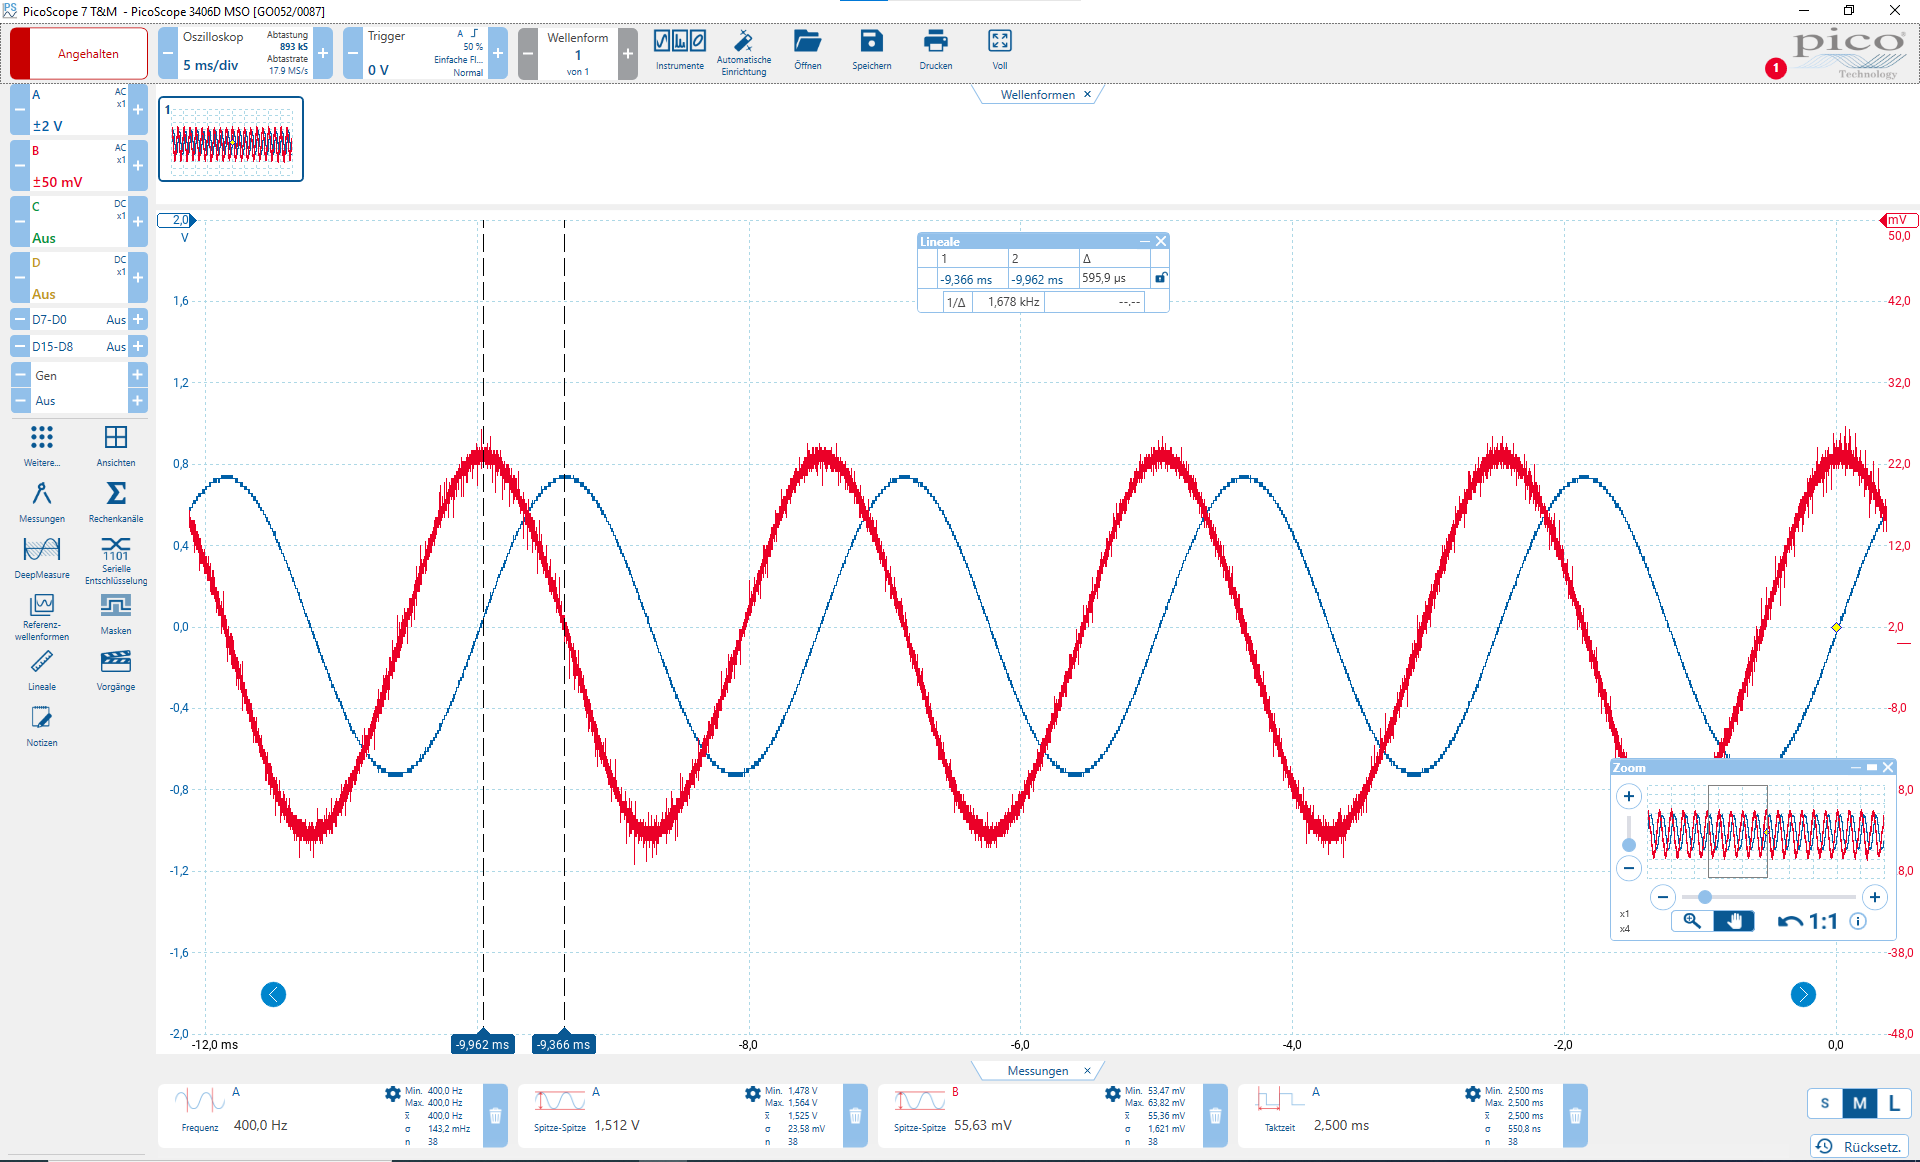 PicoScope 7 T&M - PicoScope 3406D MSO [GO052/0087]
Angehalten
Oszilloskop
5 ms/div
Abtastung
893 kS
Abtastrate
17.9 MS/s
Trigger
0 V
A
50 %
Einfache Fl...
Normal
Wellenform
1
von 1
Instrumente
Automatische
Einrichtung
Öffnen
Speichern
Drucken
Voll
1
pico
Technology
A
AC
x1
±2 V
B
AC
x1
±50 mV
C
DC
x1
Aus
D
DC
x1
Aus
D7-D0 Aus
D15-D8 Aus
Gen
Aus
Weitere...
Ansichten
Messungen
Rechenkanäle
DeepMeasure
1101
Serielle
Entschlüsselung
Referenz-
wellenformen
Masken
Lineale
Vorgänge
Notizen
Wellenformen ×
1
2,0
V
1,6
1,2
0,8
0,4
0,0
-0,4
-0,8
-1,2
-1,6
-2,0
Lineale
1 2 Δ
-9,366 ms -9,962 ms 595,9 µs
1/Δ 1,678 kHz --.--
mV
50,0
42,0
32,0
22,0
12,0
2,0
-8,0
8,0
8,0
-38,0
-48,0
Zoom
x1
x4
1:1
-12,0 ms
-9,962 ms
-9,366 ms
-8,0
-6,0
-4,0
-2,0
0,0
Messungen ×
A
Frequenz 400,0 Hz
Min. 400,0 Hz
Max. 400,0 Hz
x̄ 400,0 Hz
σ 143,2 mHz
n 38
A
Spitze-Spitze 1,512 V
Min. 1,478 V
Max. 1,564 V
x̄ 1,525 V
σ 23,58 mV
n 38
B
Spitze-Spitze 55,63 mV
Min. 53,47 mV
Max. 63,82 mV
x̄ 55,36 mV
σ 1,621 mV
n 38
A
Taktzeit 2,500 ms
Min. 2,500 ms
Max. 2,500 ms
x̄ 2,500 ms
σ 550,8 ns
n 38
S M L
Rücksetz.